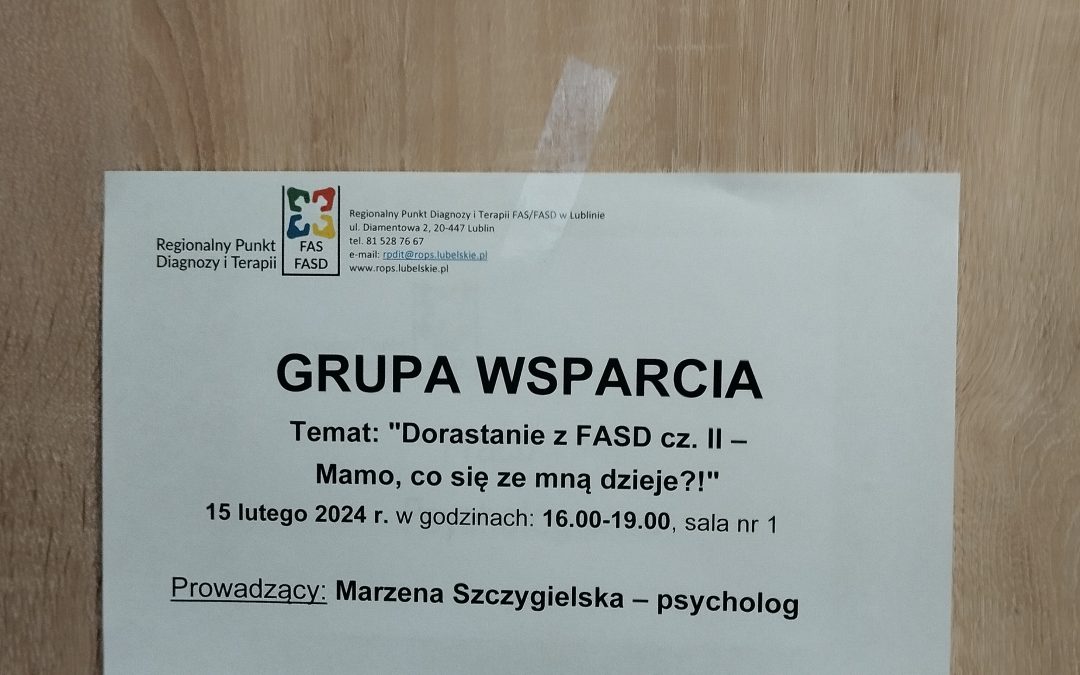 Regionalny Punkt
Diagnozy i Terapii
FAS
FASD
Regionalny Punkt Diagnozy i Terapii FAS/FASD w Lublinie
ul. Diamentowa 2, 20-447 Lublin
tel. 81 528 76 67
e-mail: rpdit@rops.lubelskie.pl
www.rops.lubelskie.pl
GRUPA WSPARCIA
Temat: "Dorastanie z FASD cz. II –
Mamo, co się ze mną dzieje?!"
15 lutego 2024 r. w godzinach: 16.00-19.00, sala nr 1
Prowadzący: Marzena Szczygielska – psycholog